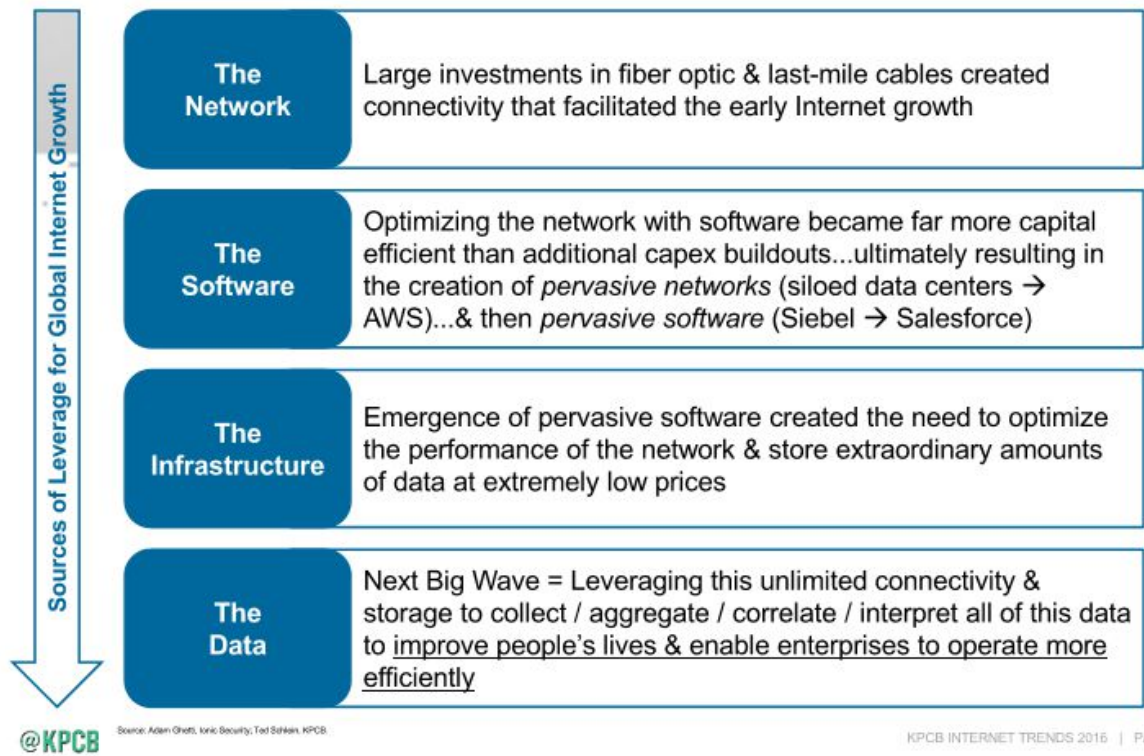 Sources of Leverage for Global Internet Growth
The
Network
Large investments in fiber optic & last-mile cables created
connectivity that facilitated the early Internet growth
The
Software
Optimizing the network with software became far more capital
efficient than additional capex buildouts...ultimately resulting in
the creation of pervasive networks (siloed data centers →
AWS)...& then pervasive software (Siebel → Salesforce)
The
Infrastructure
Emergence of pervasive software created the need to optimize
the performance of the network & store extraordinary amounts
of data at extremely low prices
The
Data
Next Big Wave = Leveraging this unlimited connectivity &
storage to collect / aggregate / correlate / interpret all of this data
to improve people's lives & enable enterprises to operate more
efficiently
@KPCB
Source: Adam Ghetti, Ionic Security; Ted Schlein, KPCB.
KPCB INTERNET TRENDS 2016 | P